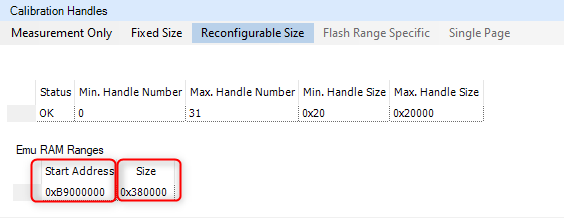 Calibration Handles
Measurement Only Fixed Size Reconfigurable Size Flash Range Specific Single Page
Status Min. Handle Number Max. Handle Number Min. Handle Size Max. Handle Size
OK 0 31 0x20 0x20000
Emu RAM Ranges
Start Address Size
0xB9000000 0x380000